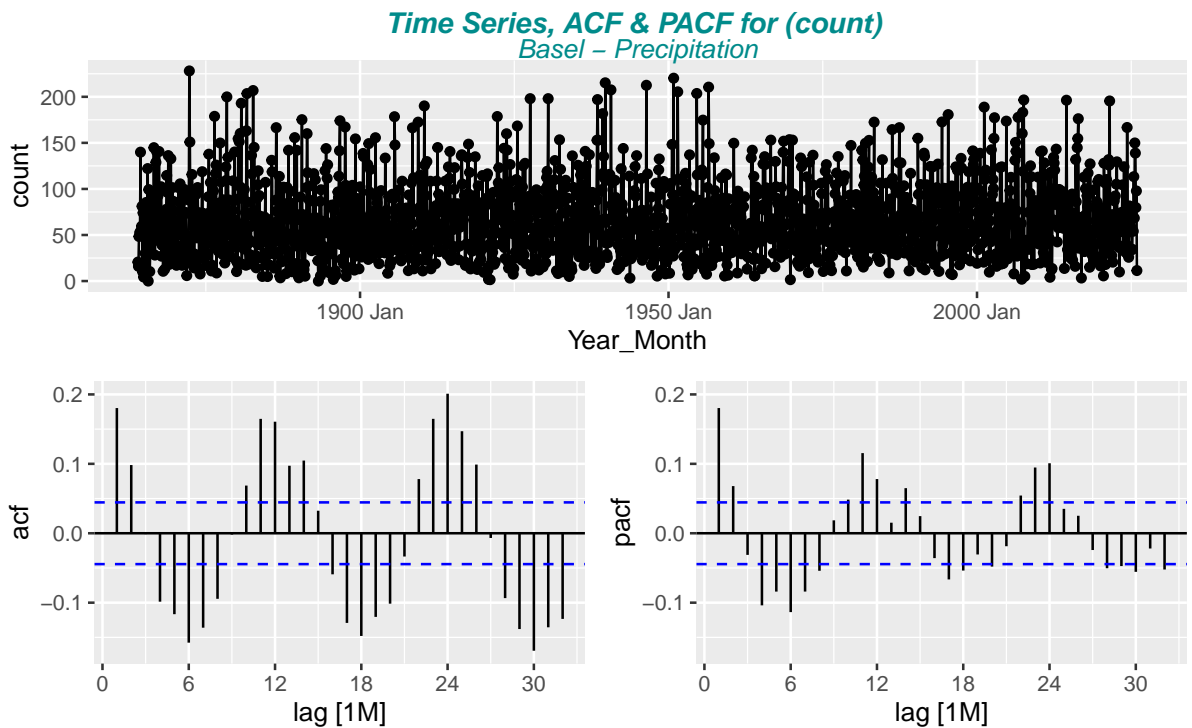 Time Series, ACF & PACF for (count)
Basel − Precipitation
count
200
150
100
50
0
1900 Jan
1950 Jan
2000 Jan
Year_Month
acf
0.2
0.1
0.0
−0.1
0
6
12
18
24
30
lag [1M]
pacf
0.2
0.1
0.0
−0.1
0
6
12
18
24
30
lag [1M]